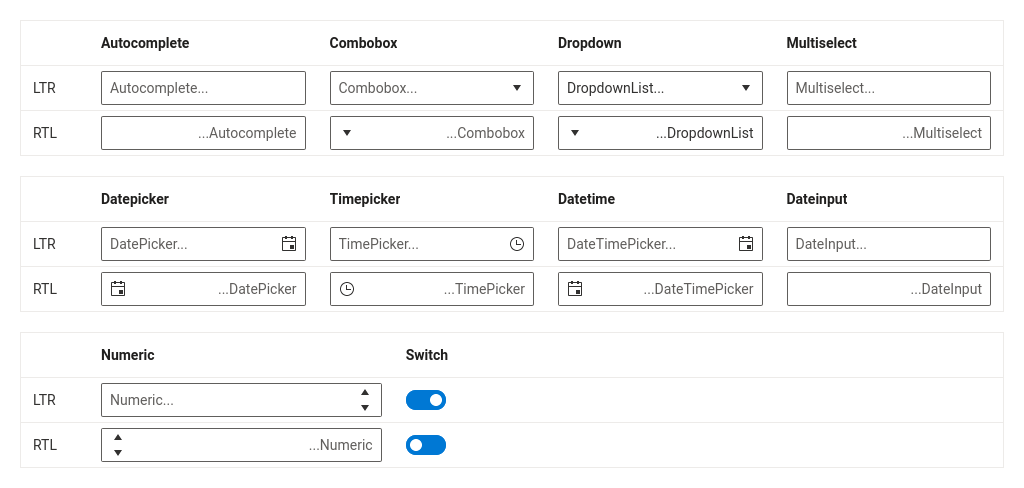 Autocomplete Combobox Dropdown Multiselect
LTR Autocomplete... Combobox... DropdownList... Multiselect...
RTL ...Autocomplete ...Combobox ...DropdownList ...Multiselect
Datepicker Timepicker Datetime Dateinput
LTR DatePicker... TimePicker... DateTimePicker... DateInput...
RTL ...DatePicker ...TimePicker ...DateTimePicker ...DateInput
Numeric Switch
LTR Numeric...
RTL ...Numeric